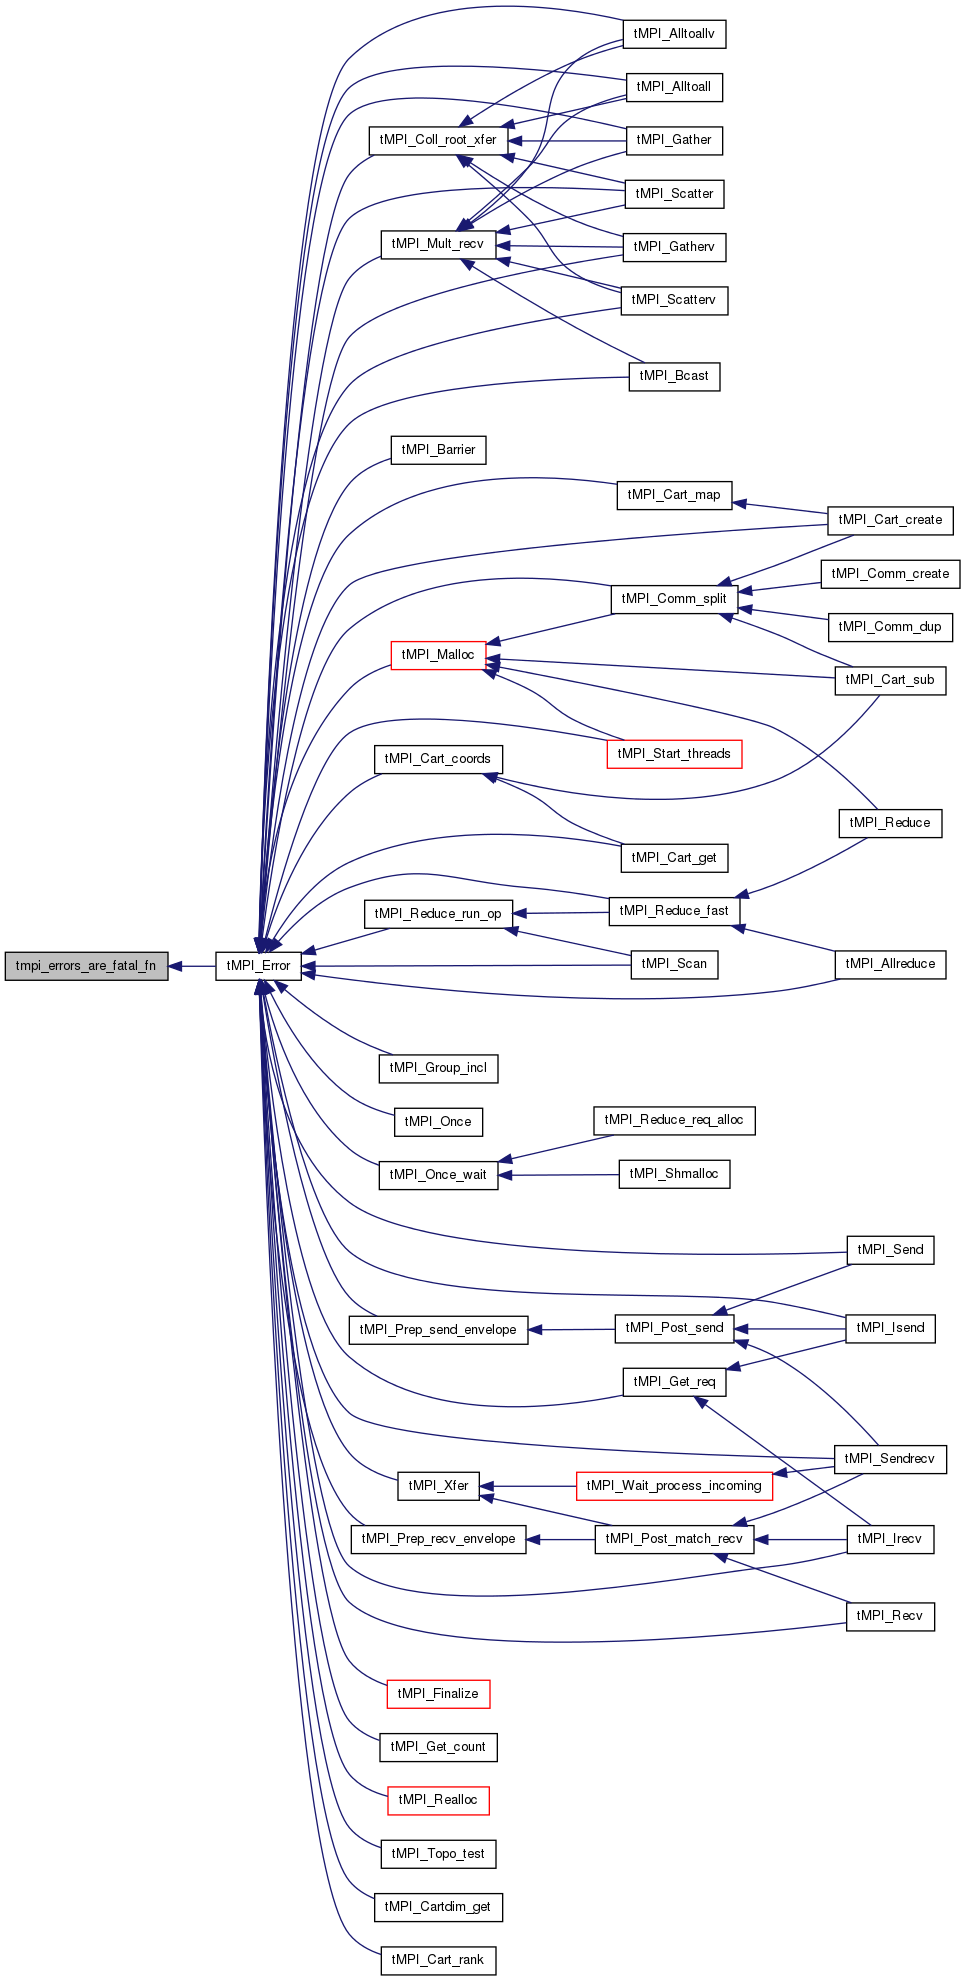 tMPI_Alltoallv
tMPI_Alltoall
tMPI_Coll_root_xfer
tMPI_Gather
tMPI_Scatter
tMPI_Mult_recv
tMPI_Gatherv
tMPI_Scatterv
tMPI_Bcast
tMPI_Barrier
tMPI_Cart_map
tMPI_Cart_create
tMPI_Comm_create
tMPI_Comm_split
tMPI_Comm_dup
tMPI_Malloc
tMPI_Cart_sub
tMPI_Start_threads
tMPI_Cart_coords
tMPI_Reduce
tMPI_Cart_get
tMPI_Reduce_run_op
tMPI_Reduce_fast
tmpi_errors_are_fatal_fn
tMPI_Error
tMPI_Scan
tMPI_Allreduce
tMPI_Group_incl
tMPI_Once
tMPI_Reduce_req_alloc
tMPI_Once_wait
tMPI_Shmalloc
tMPI_Send
tMPI_Prep_send_envelope
tMPI_Post_send
tMPI_Isend
tMPI_Get_req
tMPI_Sendrecv
tMPI_Xfer
tMPI_Wait_process_incoming
tMPI_Prep_recv_envelope
tMPI_Post_match_recv
tMPI_Irecv
tMPI_Recv
tMPI_Finalize
tMPI_Get_count
tMPI_Realloc
tMPI_Topo_test
tMPI_Cartdim_get
tMPI_Cart_rank